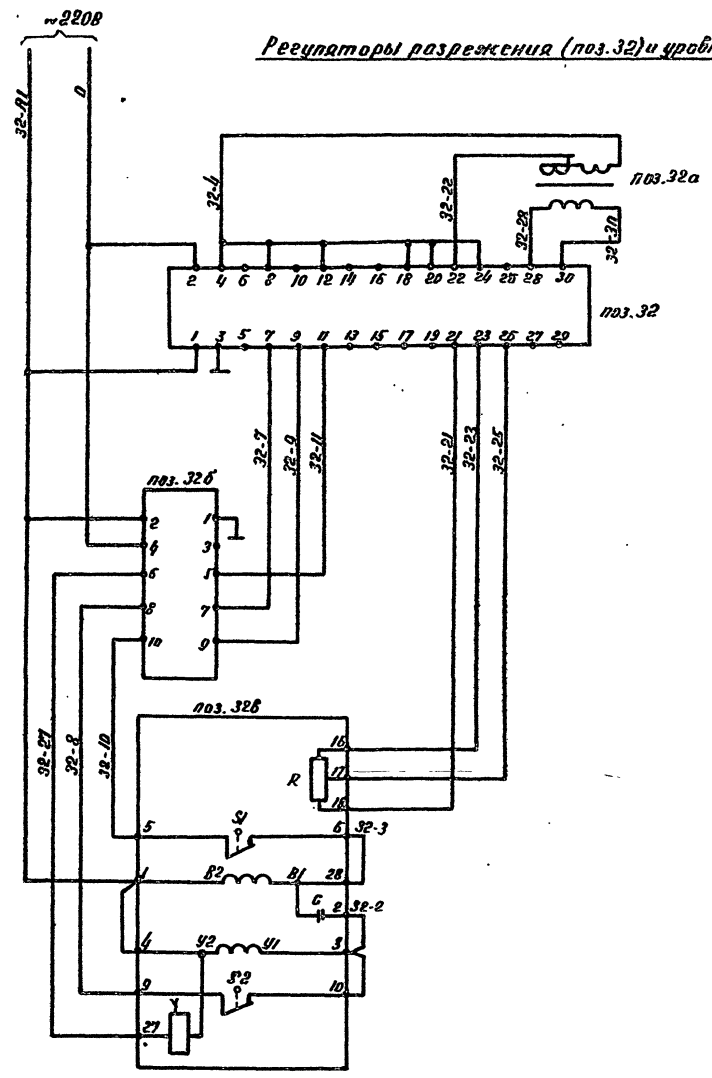 ~220В
Регуляторы разрежения (поз.32) и уров
32-А1
0
32-4
32-22
поз.32а
32-28
32-30
2 4 6 8 10 12 14 16 18 20 22 24 26 28 30
поз.32
1 3 5 7 9 11 13 15 17 19 21 23 25 27 29
32-7
32-9
32-11
32-21
32-23
32-25
поз.32б
2 1
4 3
6 5
8 7
10 9
32-27
32-8
32-10
поз.32в
16
R 17
18
S1
5 6 32-3
1 В2 В1 28
C 2 32-2
4 У2 У1 3
9 S2 10
Y
27